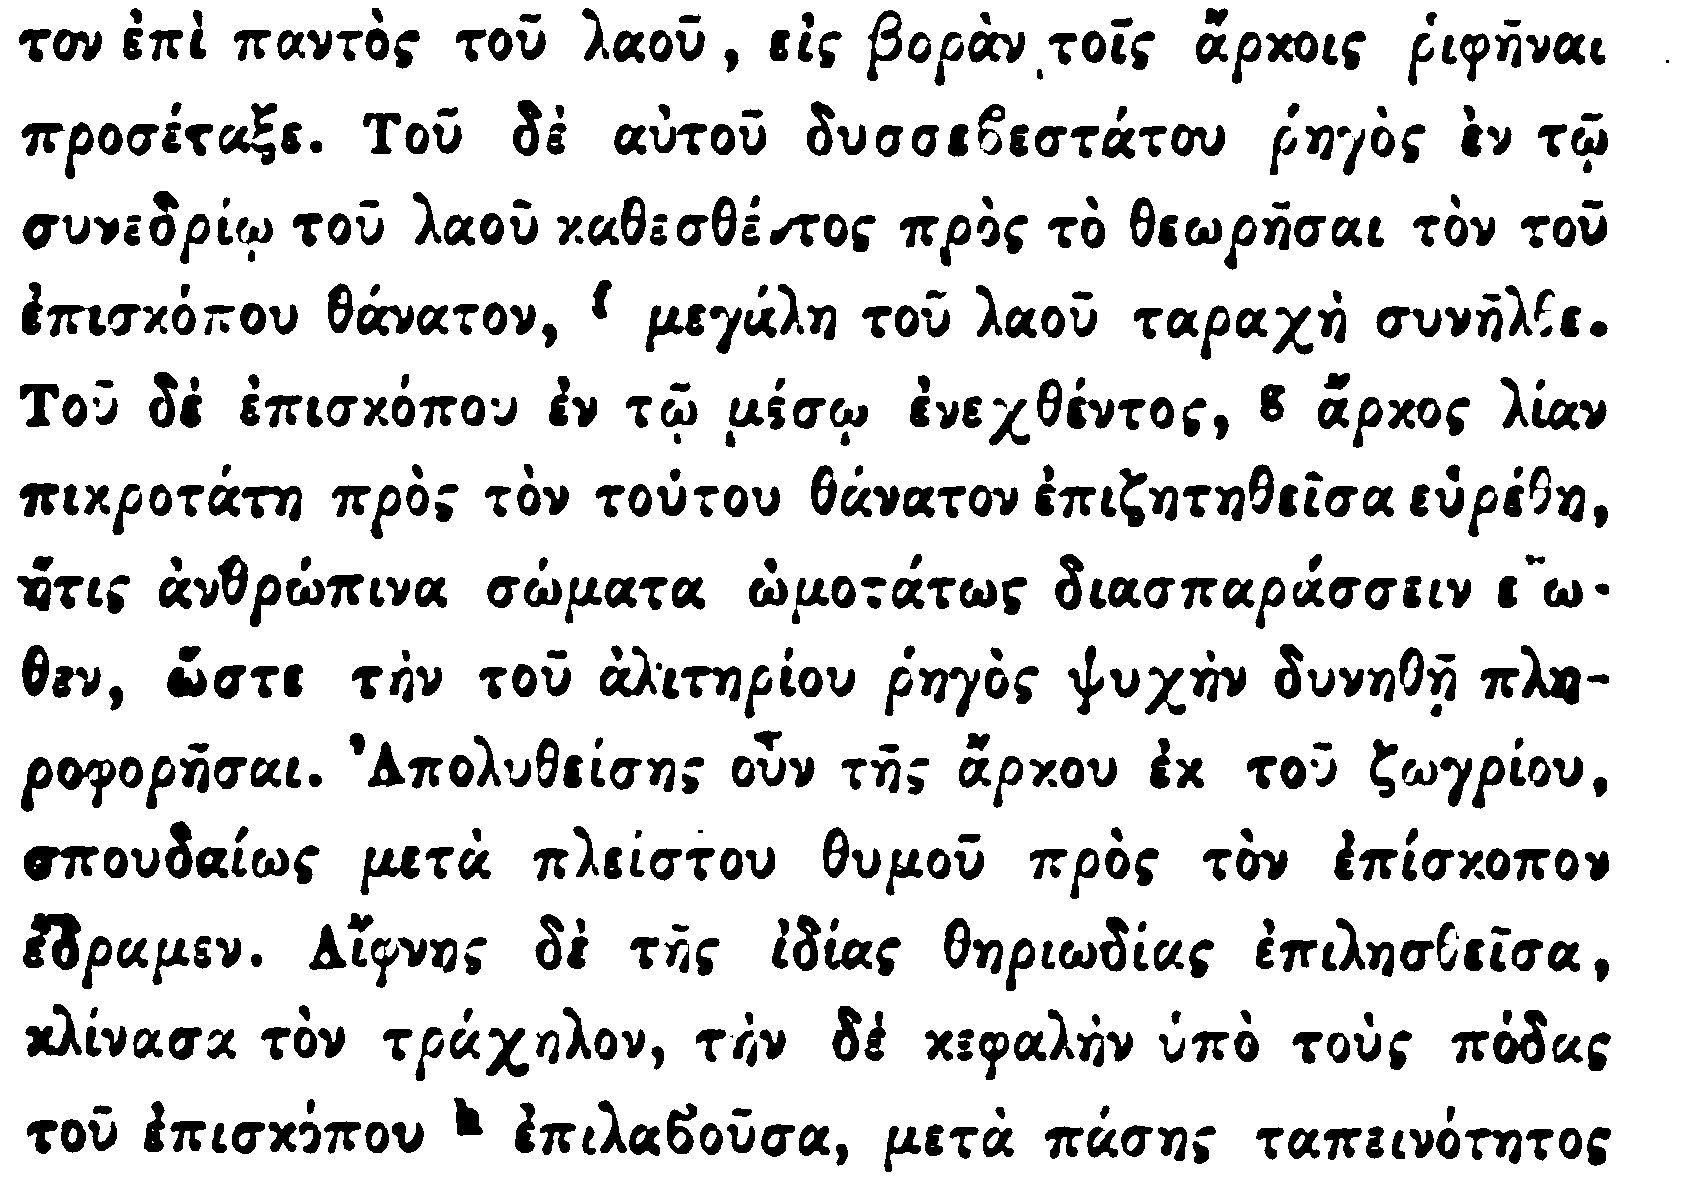 τον ἐπὶ παντὸς τοῦ λαοῦ, εἰς βορὰν τοῖς ἄρκοις ῥιφῆναι
προσέταξε. Τοῦ δὲ αὐτοῦ δυσσεϐεστάτου ῥηγὸς ἐν τῷ
συνεδρίῳ τοῦ λαοῦ καθεσθέντος πρὸς τὸ θεωρῆσαι τὸν τοῦ
ἐπισκόπου θάνατον, f μεγάλη τοῦ λαοῦ ταραχὴ συνῆλθε.
Τοῦ δὲ ἐπισκόπου ἐν τῷ μέσῳ ἐνεχθέντος, g ἄρκος λίαν
πικροτάτη πρὸς τὸν τούτου θάνατον ἐπιζητηθεῖσα εὑρέθη,
ἥτις ἀνθρώπινα σώματα ὠμοτάτως διασπαράσσειν εἴω-
θεν, ὥστε τὴν τοῦ ἀλιτηρίου ῥηγὸς ψυχὴν δυνηθῇ πλη-
ροφορῆσαι. Ἀπολυθείσης οὖν τῆς ἄρκου ἐκ τοῦ ζωγρίου,
σπουδαίως μετὰ πλείστου θυμοῦ πρὸς τὸν ἐπίσκοπον
ἔδραμεν. Αἴφνης δὲ τῆς ἰδίας θηριωδίας ἐπιλησθεῖσα,
κλίνασα τὸν τράχηλον, τὴν δὲ κεφαλὴν ὑπὸ τοὺς πόδας
τοῦ ἐπισκόπου h ἐπιλαϐοῦσα, μετὰ πάσης ταπεινότητος